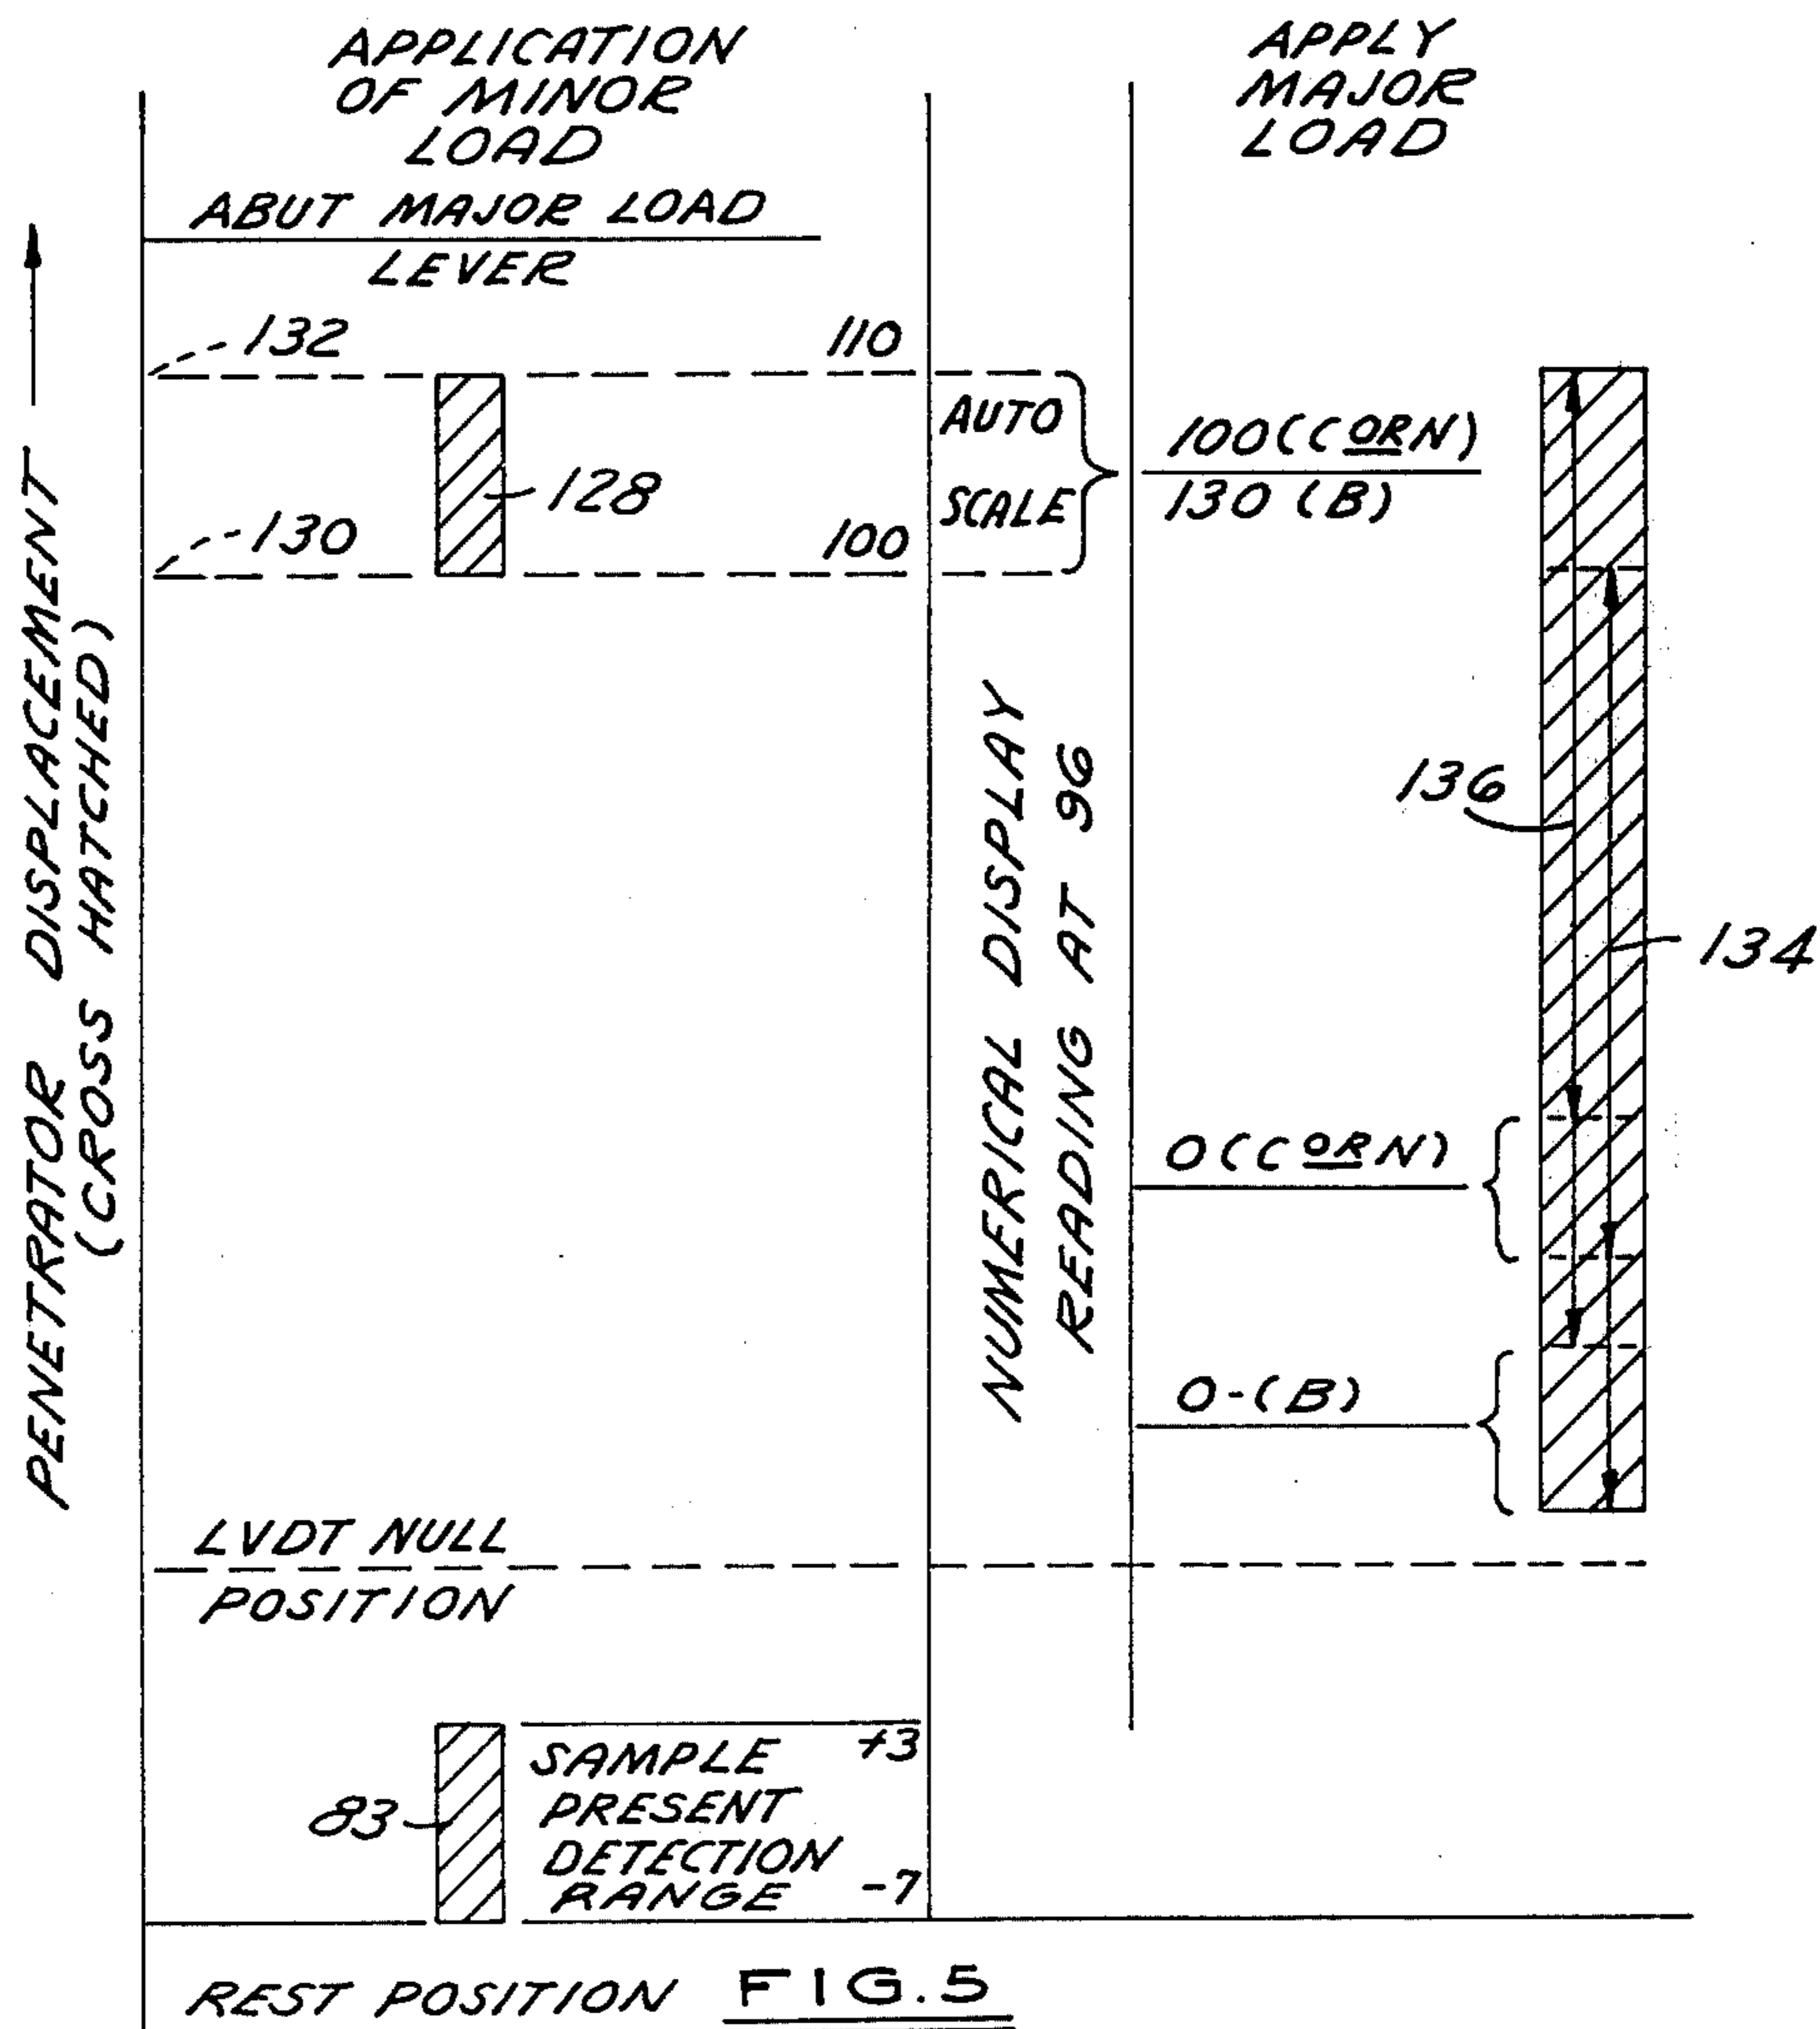 APPLICATION
OF MINOR
LOAD
APPLY
MAJOR
LOAD
ABUT MAJOR LOAD
LEVER
132
110
AUTO
SCALE
100 (C OR N)
130 (B)
128
130
100
PENETRATOR DISPLACEMENT
(CROSS HATCHED)
NUMERICAL DISPLAY
READING AT 96
136
134
0 (C OR N)
0-(B)
LVDT NULL
POSITION
83
SAMPLE
PRESENT
DETECTION
RANGE
+3
-7
REST POSITION
FIG.5